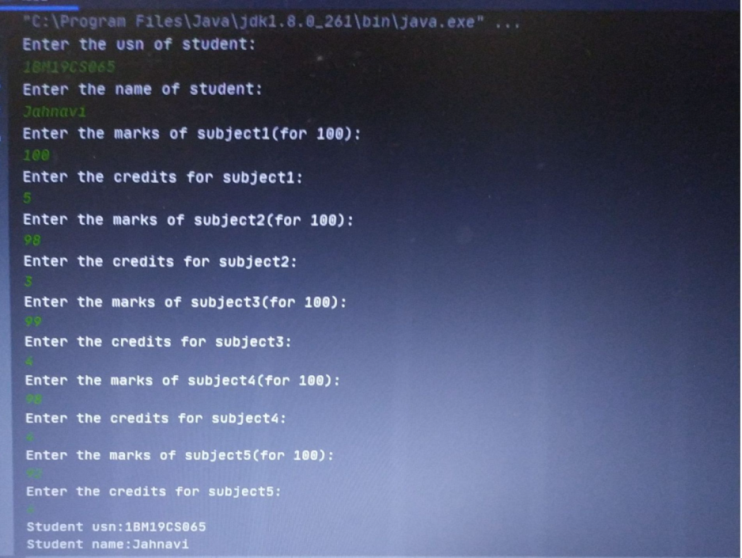 "C:\Program Files\Java\jdk1.8.0_261\bin\java.exe" ...
Enter the usn of student:
1BM19CS065
Enter the name of student:
Jahnavi
Enter the marks of subject1(for 100):
100
Enter the credits for subject1:
5
Enter the marks of subject2(for 100):
98
Enter the credits for subject2:
3
Enter the marks of subject3(for 100):
99
Enter the credits for subject3:
4
Enter the marks of subject4(for 100):
98
Enter the credits for subject4:
Enter the marks of subject5(for 100):
Enter the credits for subject5:
Student usn:1BM19CS065
Student name:Jahnavi